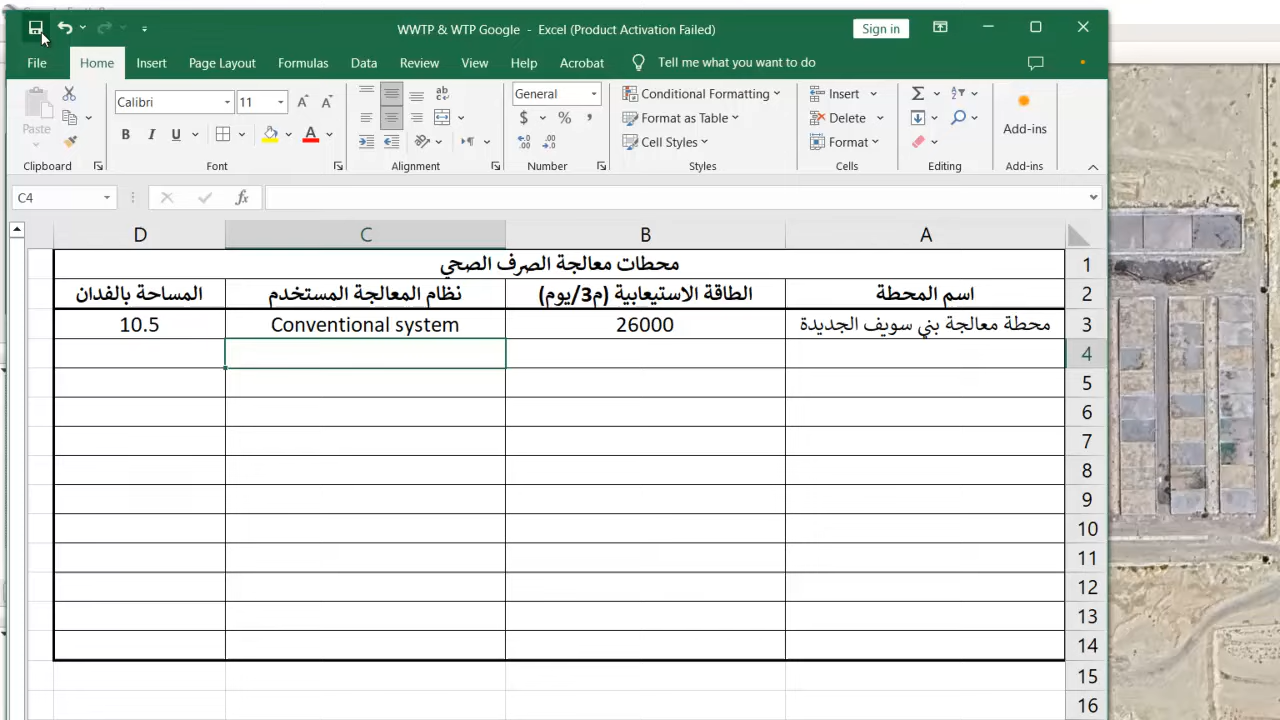 WWTP & WTP Google - Excel (Product Activation Failed)
Sign in
File Home Insert Page Layout Formulas Data Review View Help Acrobat Tell me what you want to do
Calibri 11
General
Conditional Formatting
Format as Table
Cell Styles
Insert
Delete
Format
Paste
B I U
Add-ins
Clipboard Font Alignment Number Styles Cells Editing Add-ins
C4
D C B A
1 محطات معالجة الصرف الصحي
2 اسم المحطة الطاقة الاستيعابية (م3/يوم) نظام المعالجة المستخدم المساحة بالفدان
3 محطة معالجة بني سويف الجديدة 26000 Conventional system 10.5
4
5
6
7
8
9
10
11
12
13
14
15
16